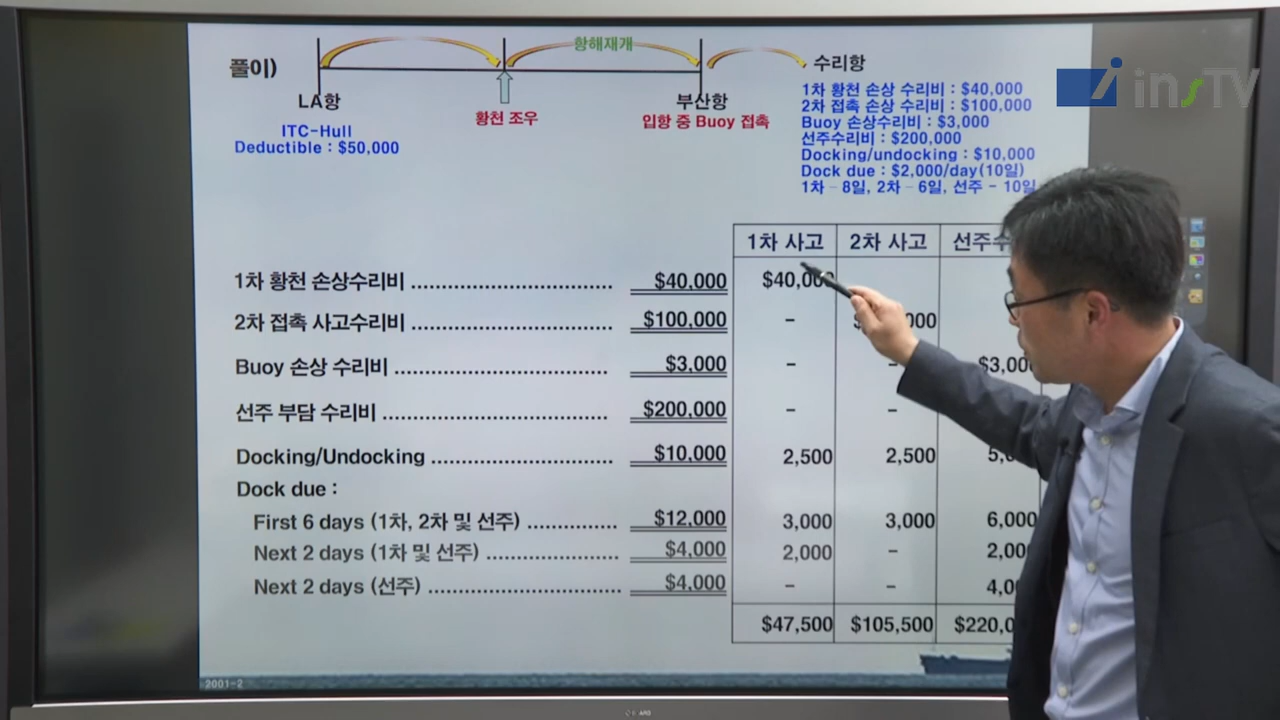 풀이)
항해재개
수리항
LA항
황천 조우
부산항
입항 중 Buoy 접촉
ITC-Hull
Deductible : $50,000
1차 황천 손상 수리비 : $40,000
2차 접촉 손상 수리비 : $100,000
Buoy 손상수리비 : $3,000
선주수리비 : $200,000
Docking/undocking : $10,000
Dock due : $2,000/day(10일)
1차 - 8일, 2차 - 6일, 선주 - 10일
insTV
1차 사고 2차 사고 선주수
1차 황천 손상수리비 ................ $40,000 $40,000
2차 접촉 사고수리비 ................ $100,000 -
Buoy 손상 수리비 ................ $3,000 - - $3,000
선주 부담 수리비 ................ $200,000 - -
Docking/Undocking ................ $10,000 2,500 2,500
Dock due :
First 6 days (1차, 2차 및 선주) ........ $12,000 3,000 3,000 6,000
Next 2 days (1차 및 선주) ........ $4,000 2,000 -
Next 2 days (선주) ........ $4,000 - -
$47,500 $105,500
2001-2